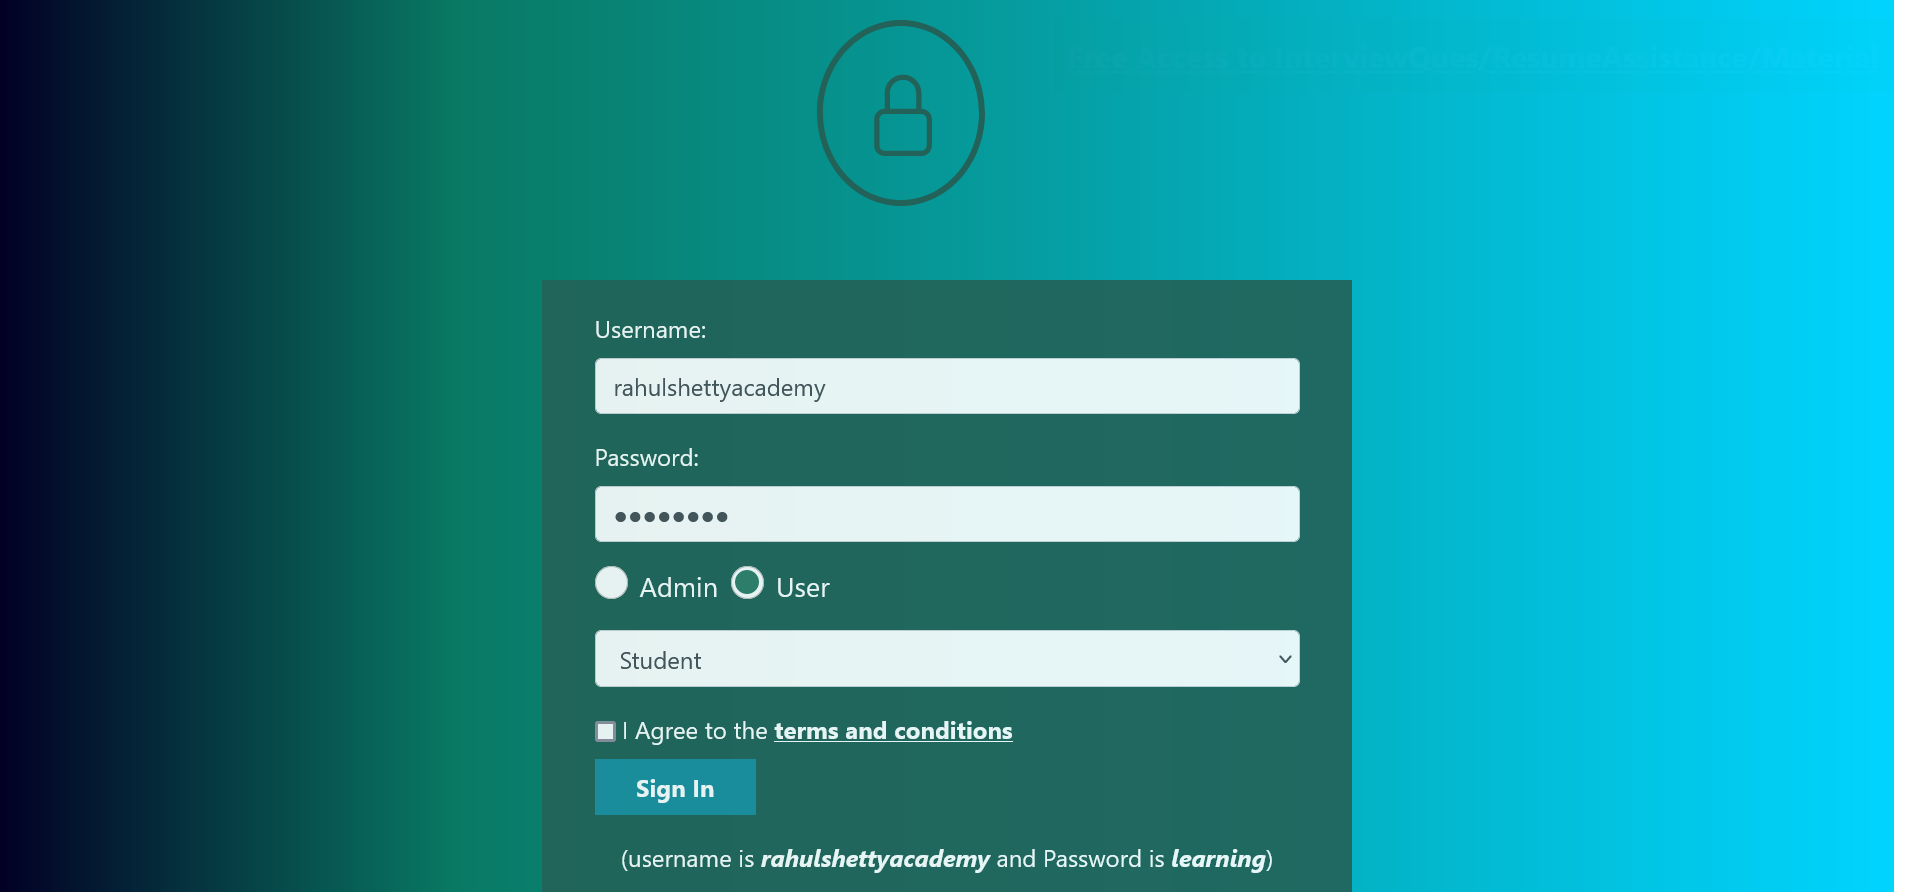 Free Access to InterviewQues/ResumeAssistance/Material
Username:
rahulshettyacademy
Password:
••••••••
Admin User
Student
I Agree to the terms and conditions
Sign In
(username is rahulshettyacademy and Password is learning)